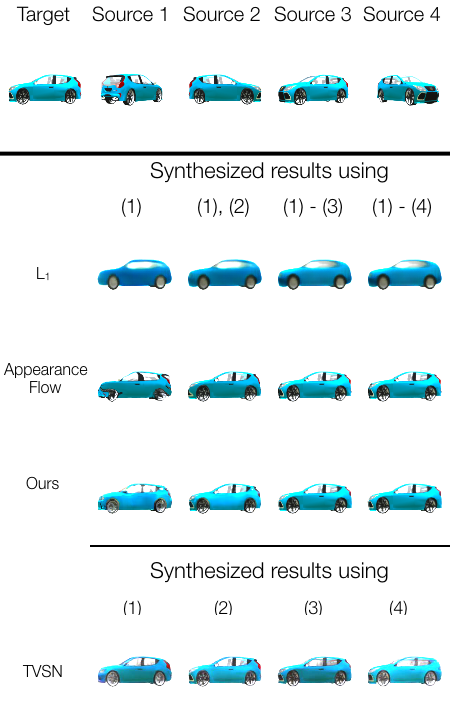 Target Source 1 Source 2 Source 3 Source 4
Synthesized results using
(1) (1), (2) (1) - (3) (1) - (4)
L₁
Appearance
Flow
Ours
Synthesized results using
(1) (2) (3) (4)
TVSN